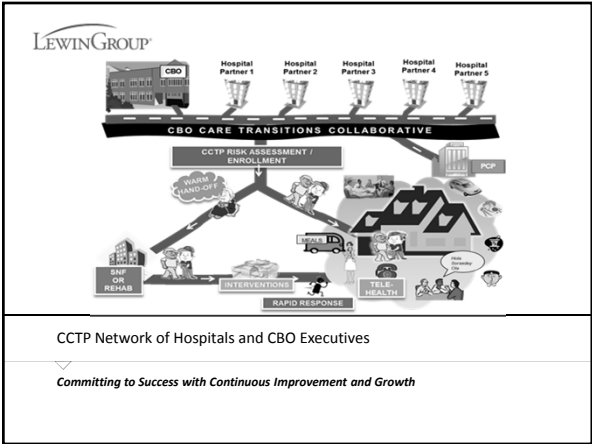 LEWINGROUP®
CBO
Hospital
Partner 1
Hospital
Partner 2
Hospital
Partner 3
Hospital
Partner 4
Hospital
Partner 5
CBO CARE TRANSITIONS COLLABORATIVE
CCTP RISK ASSESSMENT /
ENROLLMENT
PCP
WARM
HAND-OFF
MEALS
Hola
SNF
OR
REHAB
INTERVENTIONS
TELE-
HEALTH
RAPID RESPONSE
CCTP Network of Hospitals and CBO Executives
Committing to Success with Continuous Improvement and Growth